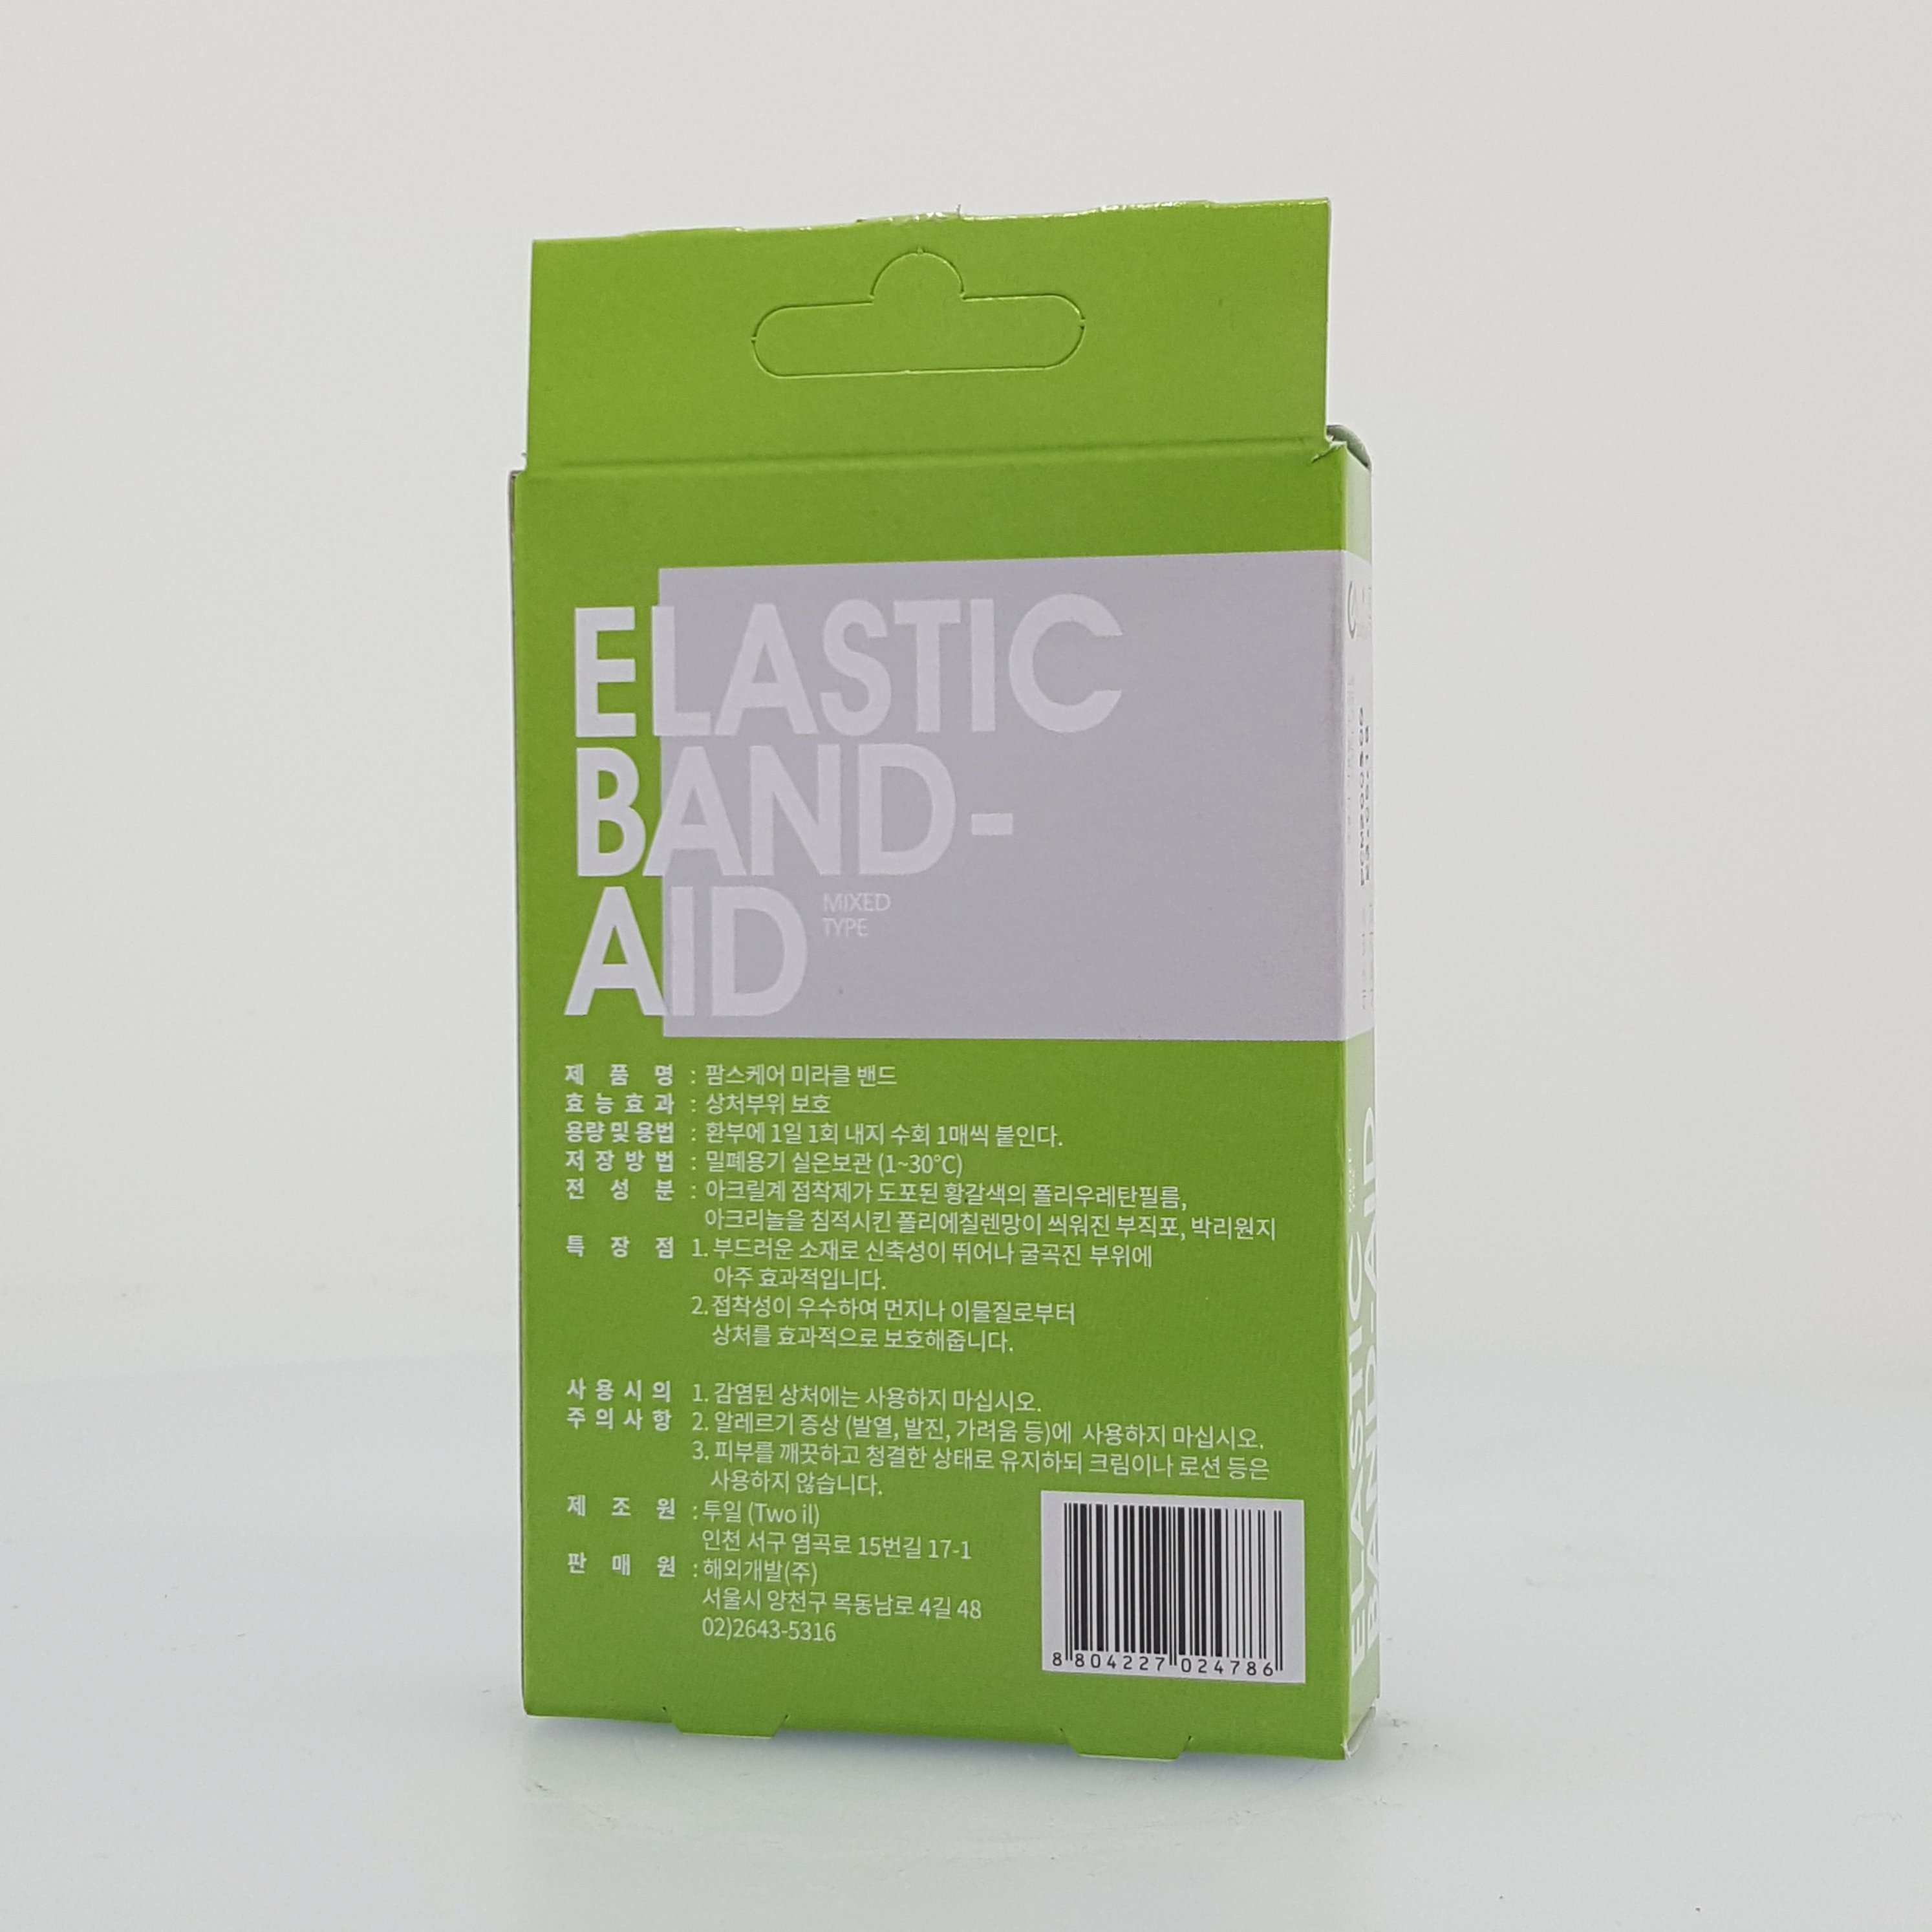 ELASTIC
BAND-
AID
MIXED
TYPE
제 품 명 : 팜스케어 미라클 밴드
효능효과 : 상처부위 보호
용량 및 용법 : 환부에 1일 1회 내지 수회 1매씩 붙인다.
저장방법 : 밀폐용기 실온보관 (1~30°C)
전 성 분 : 아크릴계 점착제가 도포된 황갈색의 폴리우레탄필름,
아크리놀을 침적시킨 폴리에칠렌망이 씌워진 부직포, 박리원지
특 장 점 1. 부드러운 소재로 신축성이 뛰어나 굴곡진 부위에
아주 효과적입니다.
2. 접착성이 우수하여 먼지나 이물질로부터
상처를 효과적으로 보호해줍니다.
사용시의 1. 감염된 상처에는 사용하지 마십시오.
주의사항 2. 알레르기 증상 (발열, 발진, 가려움 등)에 사용하지 마십시오.
3. 피부를 깨끗하고 청결한 상태로 유지하되 크림이나 로션 등은
사용하지 않습니다.
제 조 원 : 투일 (Two il)
인천 서구 염곡로 15번길 17-1
판 매 원 : 해외개발(주)
서울시 양천구 목동남로 4길 48
02)2643-5316
8 804227 024786
ELASTIC
BAND-AID